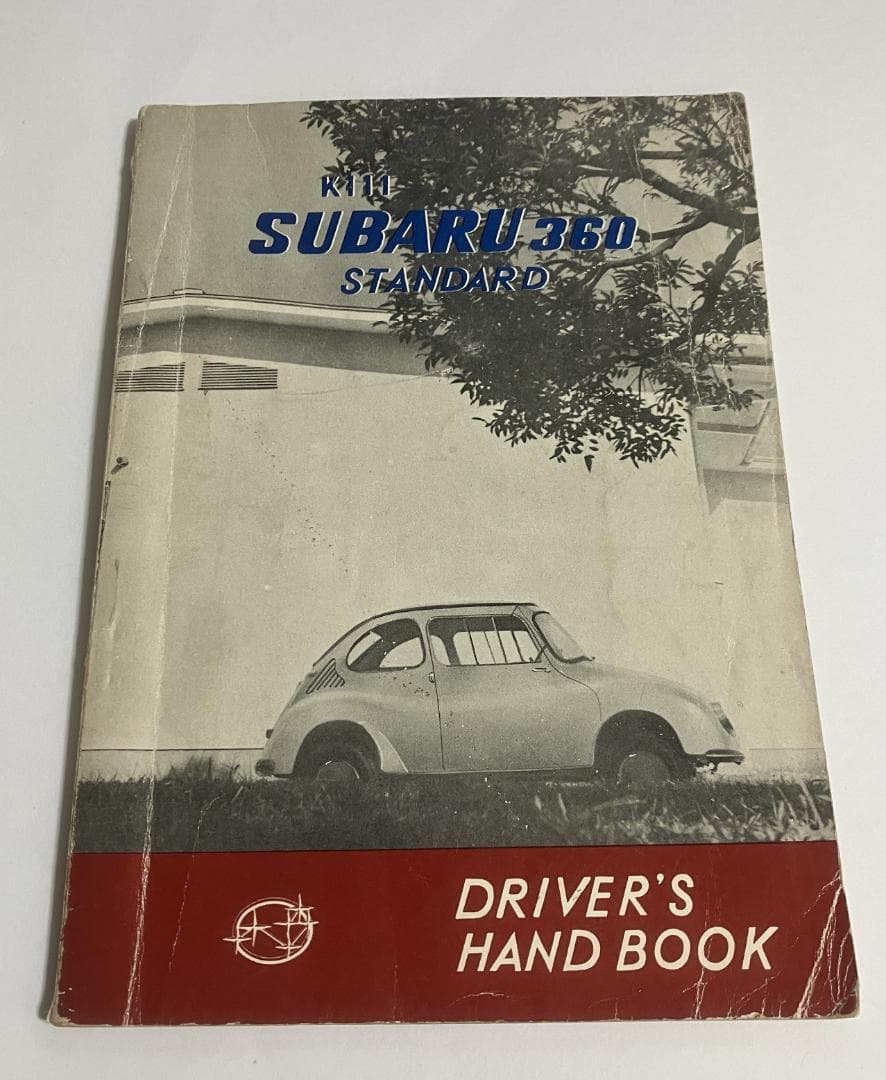 K111
SUBARU 360
STANDARD
DRIVER'S
HAND BOOK